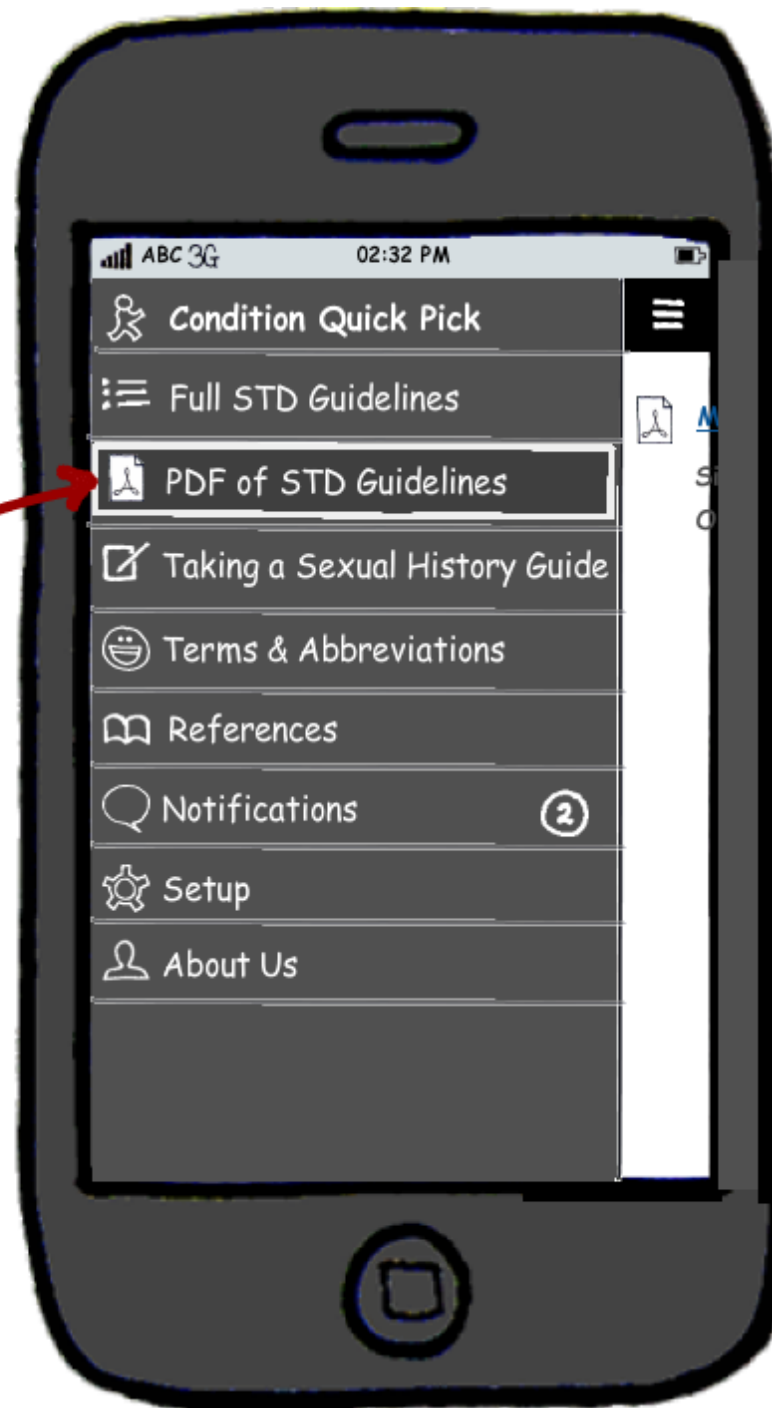 ABC 3G 02:32 PM
Condition Quick Pick
Full STD Guidelines
PDF of STD Guidelines
Taking a Sexual History Guide
Terms & Abbreviations
References
Notifications 2
Setup
About Us